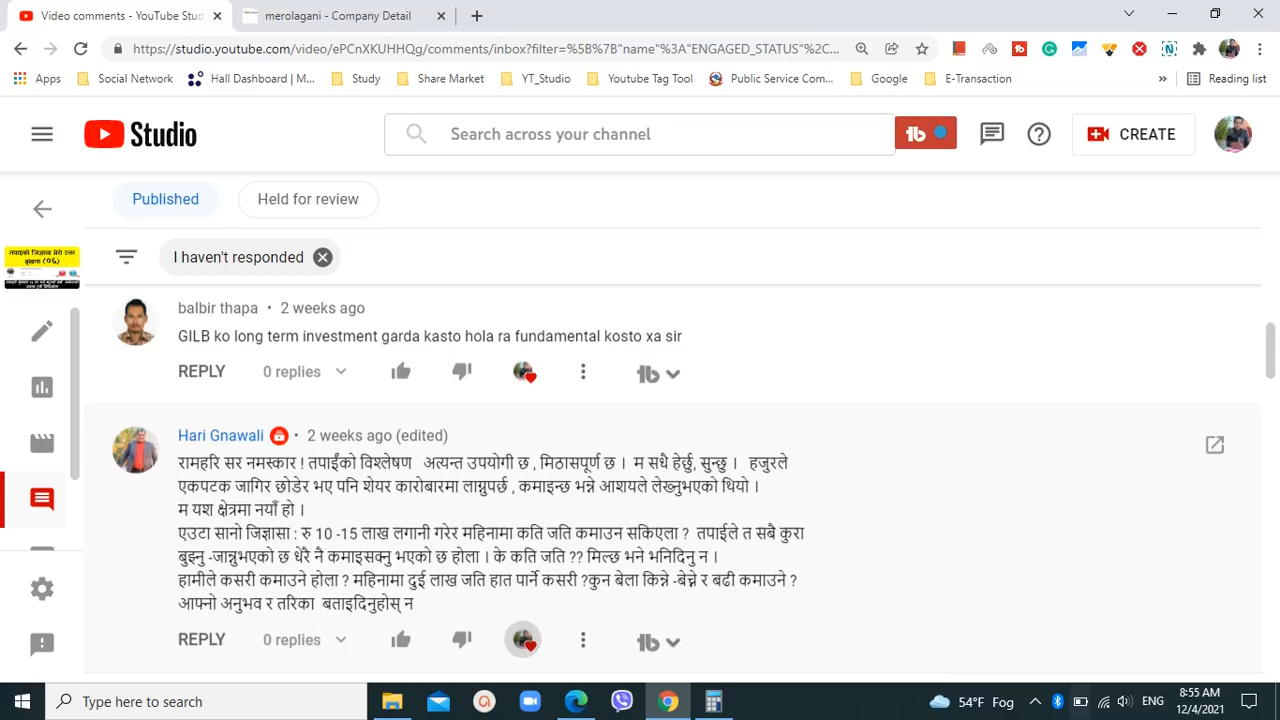 Video comments - YouTube Stud
merolagani - Company Detail
https://studio.youtube.com/video/ePCnXKUHHQg/comments/inbox?filter=%5B%7B"name"%3A"ENGAGED_STATUS"%2C...
Apps
Social Network
Hall Dashboard | M...
Study
Share Market
YT_Studio
Youtube Tag Tool
Public Service Com...
Google
E-Transaction
»
Reading list
Studio
Search across your channel
CREATE
Published
Held for review
तपाइको जिज्ञासा मेरो उत्तर
I haven't responded
balbir thapa • 2 weeks ago
GILB ko long term investment garda kasto hola ra fundamental kosto xa sir
REPLY 0 replies
Hari Gnawali • 2 weeks ago (edited)
रामहरि सर नमस्कार ! तपाईंको विश्लेषण अत्यन्त उपयोगी छ , मिठासपूर्ण छ । म सधै हेर्छु, सुन्छु । हजुरले
एकपटक जागिर छोडेर भए पनि शेयर कारोबारमा लाग्नुपर्छ , कमाइन्छ भन्ने आशयले लेख्नुभएको थियो ।
म यश क्षेत्रमा नयाँ हो ।
एउटा सानो जिज्ञासा : रु 10 -15 लाख लगानी गरेर महिनामा कति जति कमाउन सकिएला ? तपाईले त सबै कुरा
बुझ्नु -जान्नुभएको छ धेरै नै कमाइसक्नु भएको छ होला । के कति जति ?? मिल्छ भने भनिदिनु न ।
हामीले कसरी कमाउने होला ? महिनामा दुई लाख जति हात पार्ने कसरी ?कुन बेला किन्ने -बेच्ने र बढी कमाउने ?
आफ्नो अनुभव र तरिका बताइदिनुहोस् न
REPLY 0 replies
Type here to search
54°F Fog
ENG
8:55 AM
12/4/2021